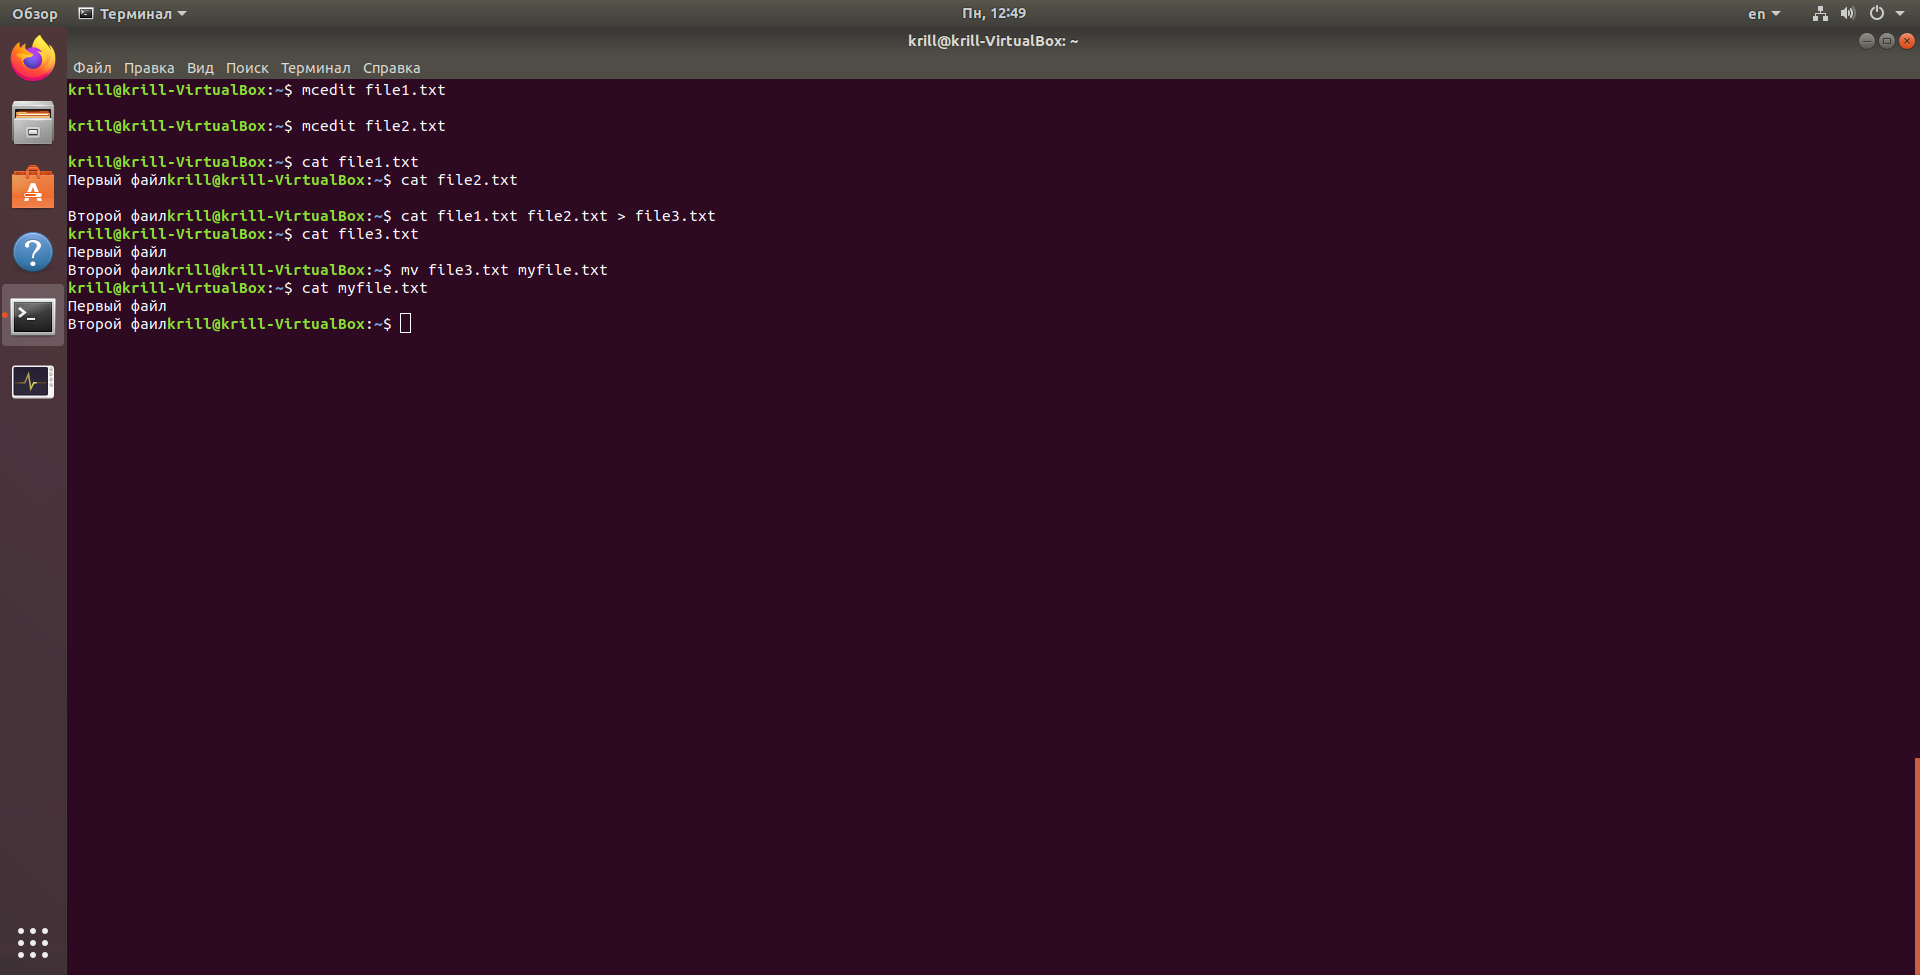 Обзор Терминал Пн, 12:49 en
krill@krill-VirtualBox: ~
Файл Правка Вид Поиск Терминал Справка
krill@krill-VirtualBox:~$ mcedit file1.txt
krill@krill-VirtualBox:~$ mcedit file2.txt
krill@krill-VirtualBox:~$ cat file1.txt
Первый файлkrill@krill-VirtualBox:~$ cat file2.txt
Второй фаилkrill@krill-VirtualBox:~$ cat file1.txt file2.txt > file3.txt
krill@krill-VirtualBox:~$ cat file3.txt
Первый файл
Второй фаилkrill@krill-VirtualBox:~$ mv file3.txt myfile.txt
krill@krill-VirtualBox:~$ cat myfile.txt
Первый файл
Второй фаилkrill@krill-VirtualBox:~$